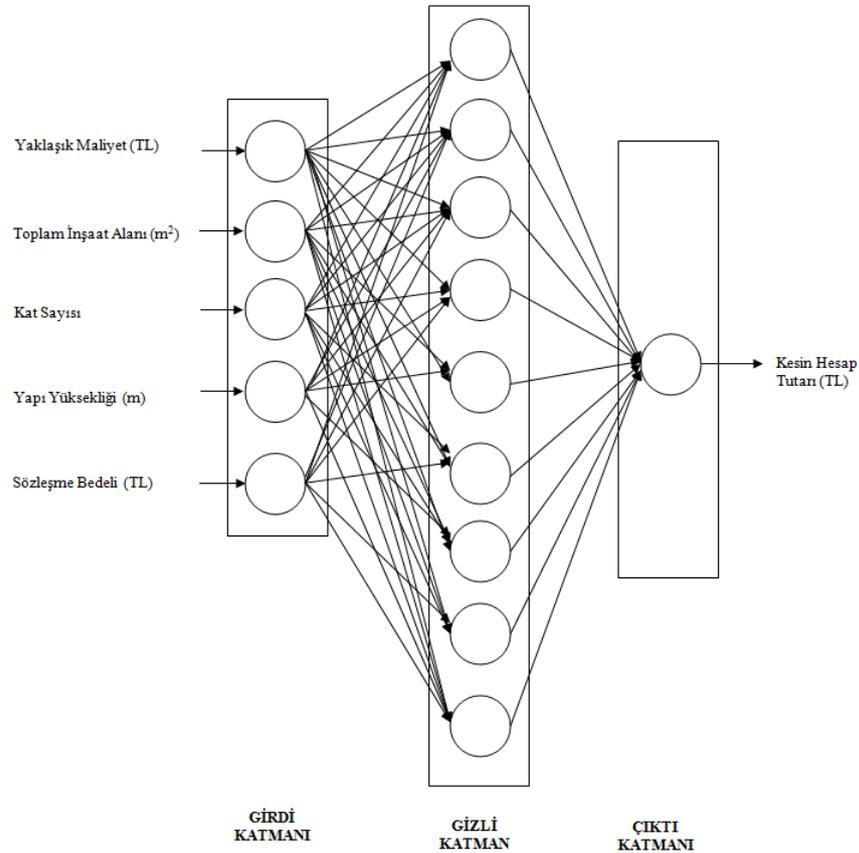 Yaklaşık Maliyet (TL)
Toplam İnşaat Alanı (m²)
Kat Sayısı
Yapı Yüksekliği (m)
Sözleşme Bedeli (TL)
Kesin Hesap
Tutarı (TL)
GİRDİ
KATMANI
GİZLİ
KATMAN
ÇIKTI
KATMANI